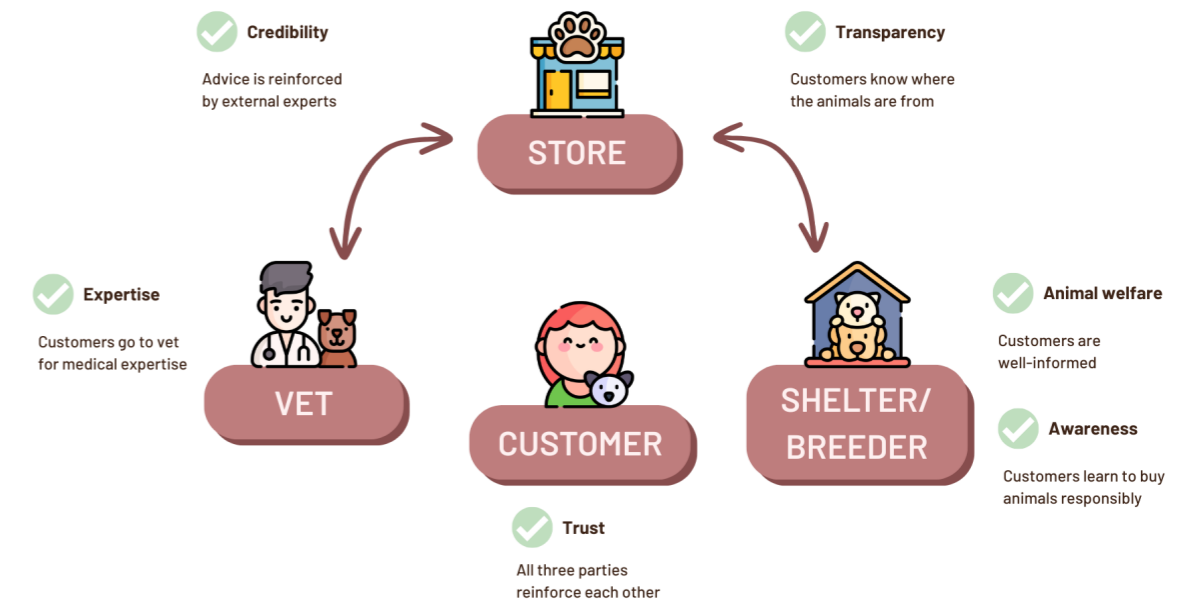 Credibility
Advice is reinforced
by external experts
Transparency
Customers know where
the animals are from
STORE
Expertise
Customers go to vet
for medical expertise
VET
CUSTOMER
SHELTER/
BREEDER
Animal welfare
Customers are
well-informed
Awareness
Customers learn to buy
animals responsibly
Trust
All three parties
reinforce each other